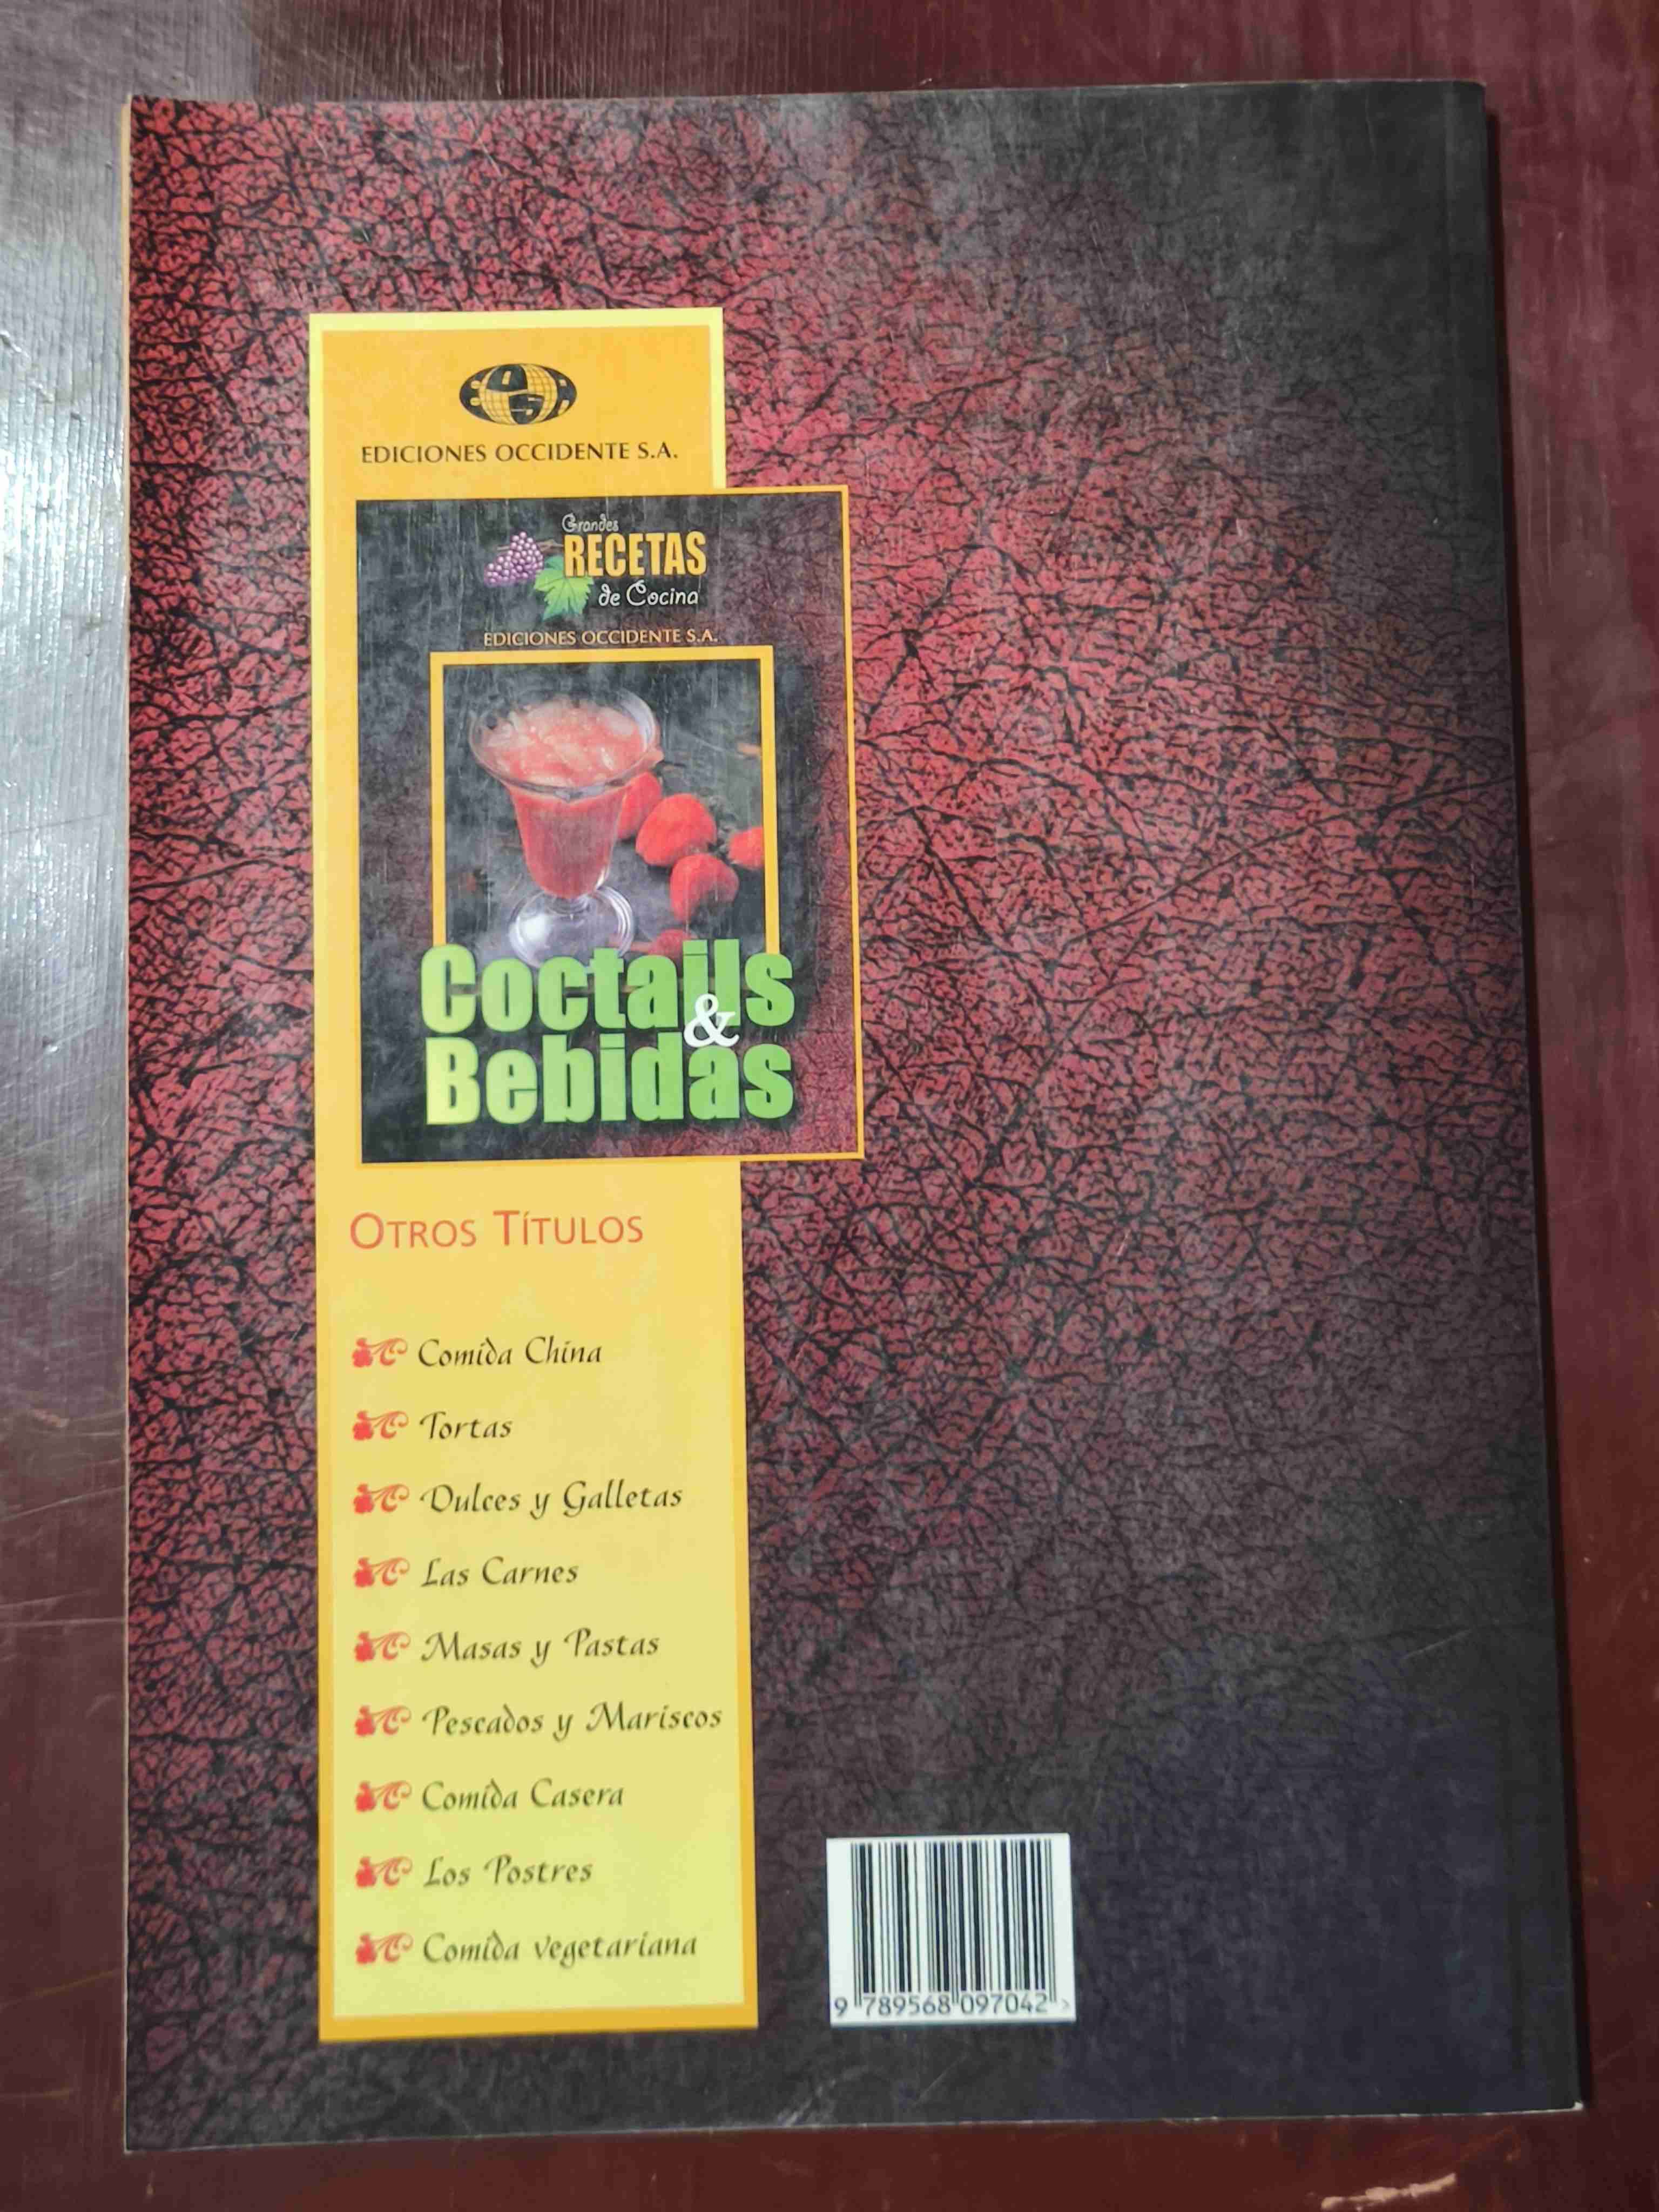 EOSA
EDICIONES OCCIDENTE S.A.
Grandes
RECETAS
de Cocina
EDICIONES OCCIDENTE S.A.
Coctails
&
Bebidas
OTROS TÍTULOS
Comida China
Tortas
Dulces y Galletas
Las Carnes
Masas y Pastas
Pescados y Mariscos
Comida Casera
Los Postres
Comida vegetariana
9 789568 097042 >